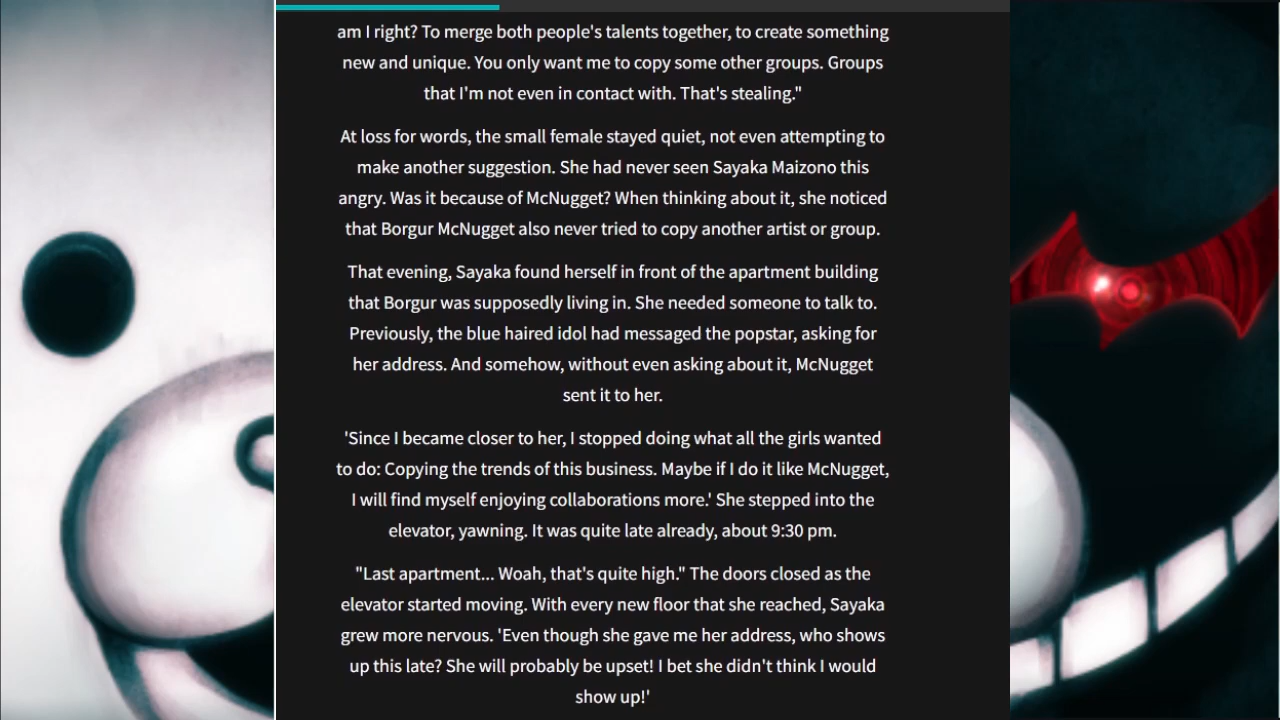 am I right? To merge both people's talents together, to create something
new and unique. You only want me to copy some other groups. Groups
that I'm not even in contact with. That's stealing."
At loss for words, the small female stayed quiet, not even attempting to
make another suggestion. She had never seen Sayaka Maizono this
angry. Was it because of McNugget? When thinking about it, she noticed
that Borgur McNugget also never tried to copy another artist or group.
That evening, Sayaka found herself in front of the apartment building
that Borgur was supposedly living in. She needed someone to talk to.
Previously, the blue haired idol had messaged the popstar, asking for
her address. And somehow, without even asking about it, McNugget
sent it to her.
'Since I became closer to her, I stopped doing what all the girls wanted
to do: Copying the trends of this business. Maybe if I do it like McNugget,
I will find myself enjoying collaborations more.' She stepped into the
elevator, yawning. It was quite late already, about 9:30 pm.
"Last apartment... Woah, that's quite high." The doors closed as the
elevator started moving. With every new floor that she reached, Sayaka
grew more nervous. 'Even though she gave me her address, who shows
up this late? She will probably be upset! I bet she didn't think I would
show up!'